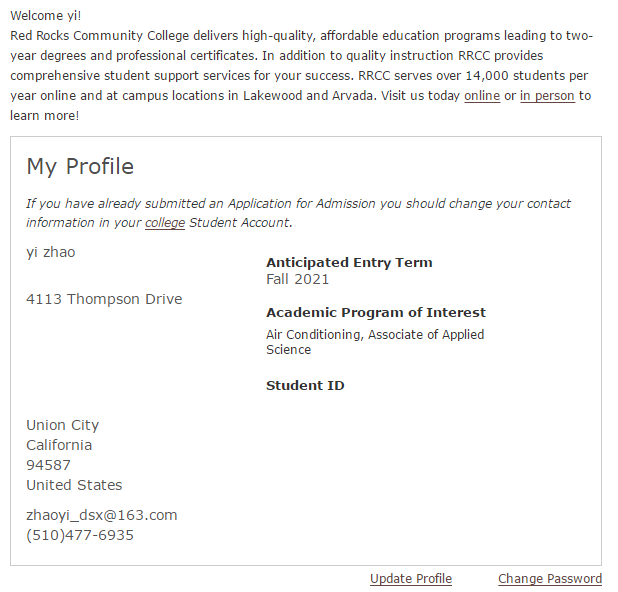 Welcome yi!
Red Rocks Community College delivers high-quality, affordable education programs leading to two-
year degrees and professional certificates. In addition to quality instruction RRCC provides
comprehensive student support services for your success. RRCC serves over 14,000 students per
year online and at campus locations in Lakewood and Arvada. Visit us today online or in person to
learn more!
My Profile
If you have already submitted an Application for Admission you should change your contact
information in your college Student Account.
yi zhao
4113 Thompson Drive
Union City
California
94587
United States
zhaoyi_dsx@163.com
(510)477-6935
Anticipated Entry Term
Fall 2021
Academic Program of Interest
Air Conditioning, Associate of Applied
Science
Student ID
Update Profile
Change Password